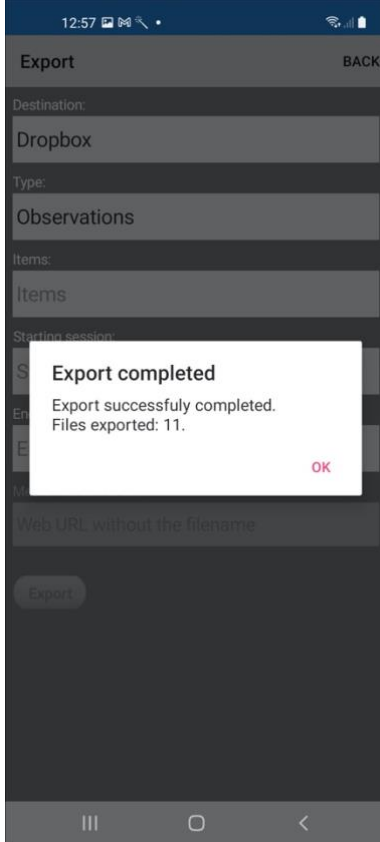 12:57
Export
BACK
Destination:
Dropbox
Type:
Observations
Items:
Items
Starting session:
S
Export completed
Export successfuly completed.
Files exported: 11.
OK
En
E
Me
Web URL without the filename
Export